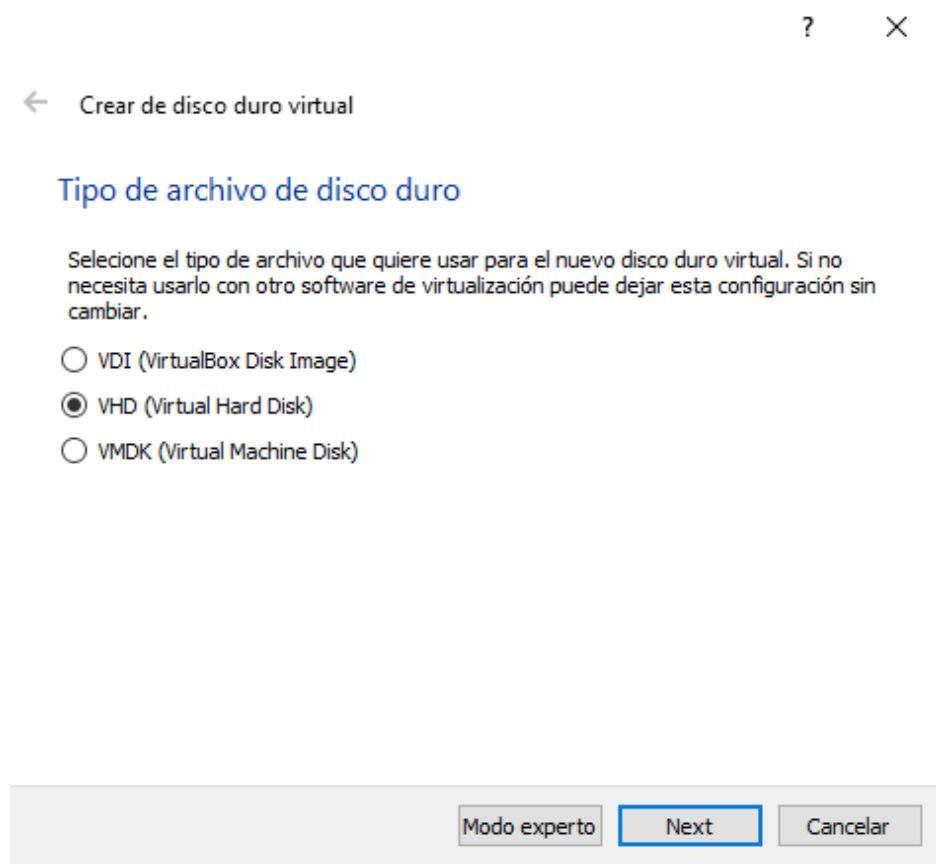 ?
Crear de disco duro virtual
Tipo de archivo de disco duro
Selecione el tipo de archivo que quiere usar para el nuevo disco duro virtual. Si no
necesita usarlo con otro software de virtualización puede dejar esta configuración sin
cambiar.
VDI (VirtualBox Disk Image)
VHD (Virtual Hard Disk)
VMDK (Virtual Machine Disk)
Modo experto Next Cancelar